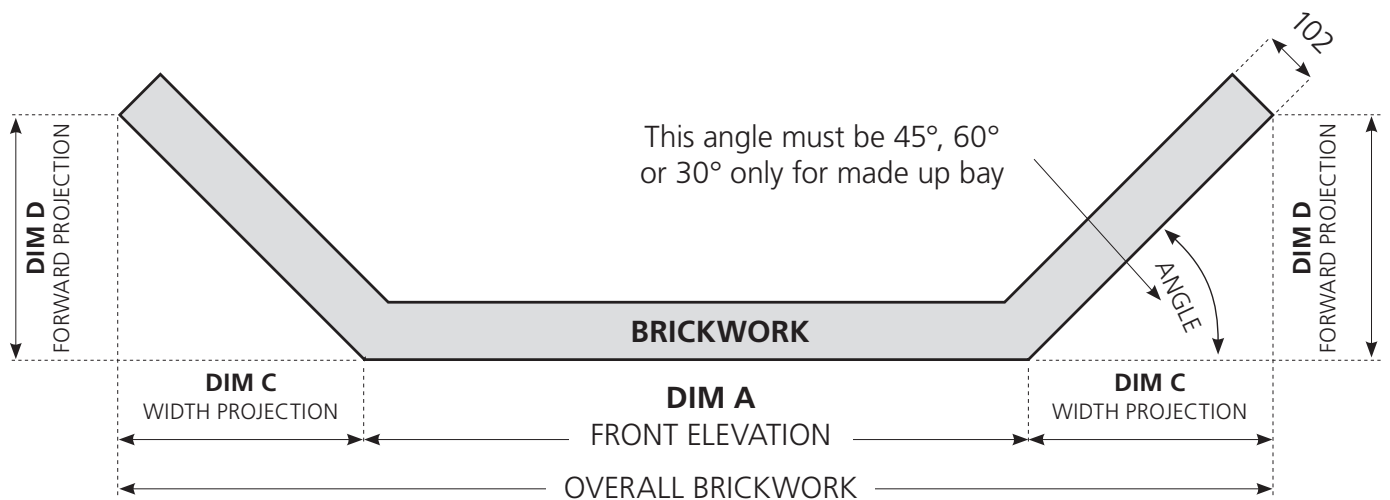 102
This angle must be 45°, 60°
or 30° only for made up bay
DIM D
FORWARD PROJECTION
DIM D
FORWARD PROJECTION
ANGLE
BRICKWORK
DIM C
WIDTH PROJECTION
DIM A
FRONT ELEVATION
DIM C
WIDTH PROJECTION
OVERALL BRICKWORK